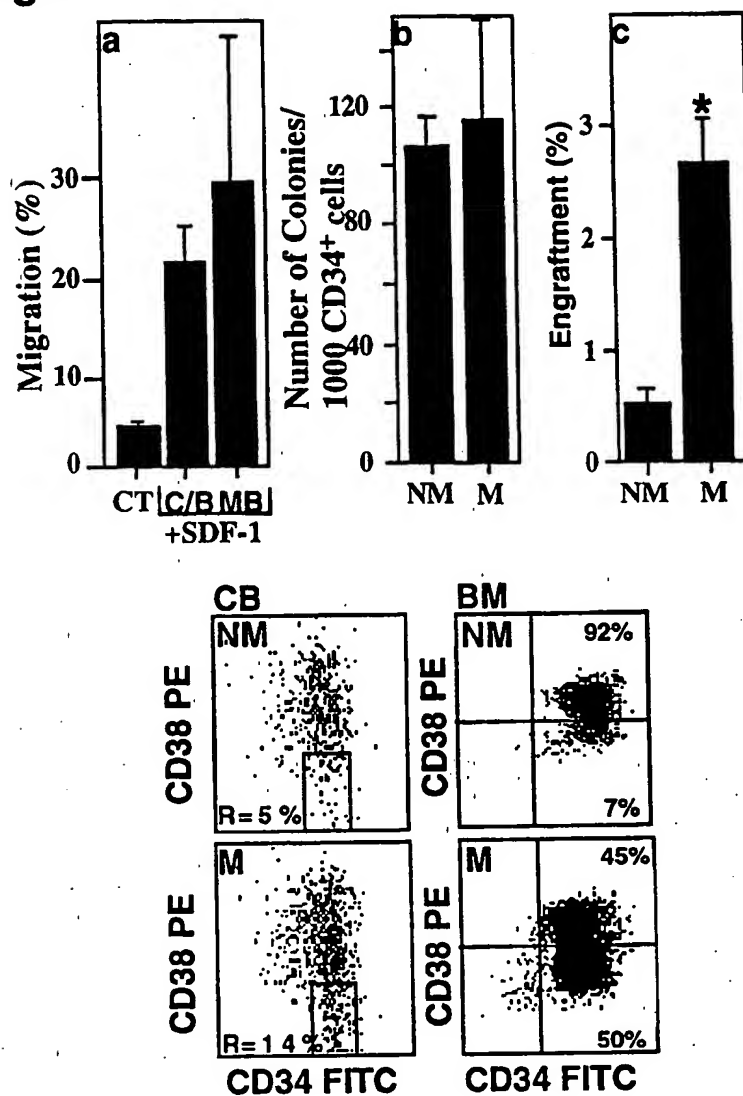 a
Migration (%)
30
20
10
0
CT C/B MB
+SDF-1
b
Number of Colonies/
1000 CD34+ cells
120
80
40
0
NM M
c
Engraftment (%)
*
3
2
1
0
NM M
CB
NM
CD38 PE
R=5 %
BM
NM
CD38 PE
92%
7%
M
CD38 PE
R=14%
CD34 FITC
M
CD38 PE
45%
50%
CD34 FITC